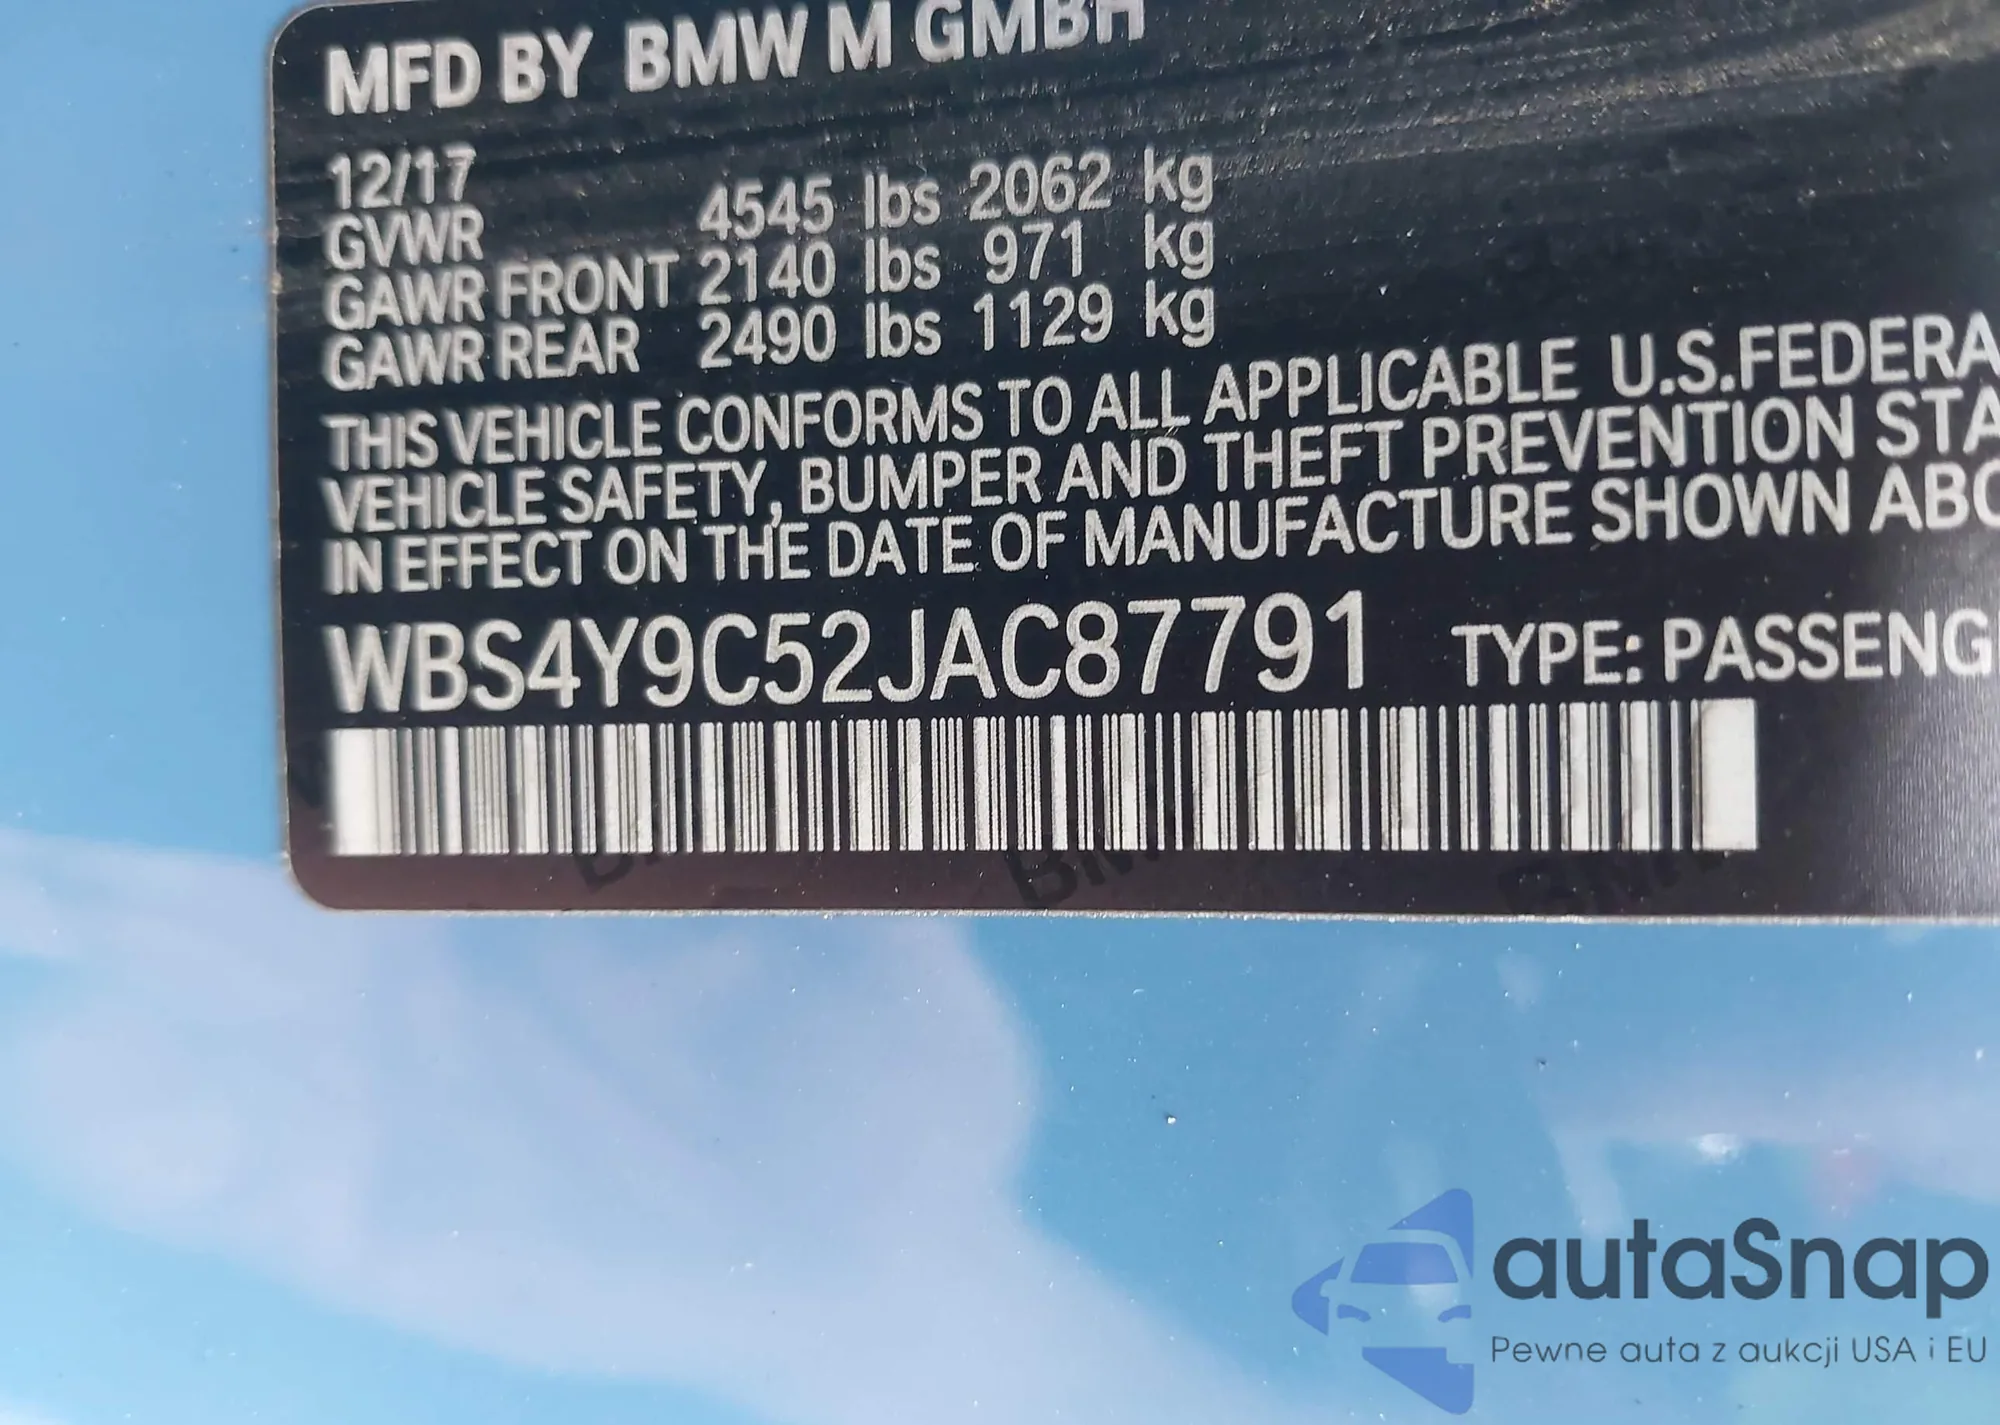 MFD BY BMW M GMBH
12/17
GVWR 4545 lbs 2062 kg
GAWR FRONT 2140 lbs 971 kg
GAWR REAR 2490 lbs 1129 kg
THIS VEHICLE CONFORMS TO ALL APPLICABLE U.S.FEDERA
VEHICLE SAFETY, BUMPER AND THEFT PREVENTION STA
IN EFFECT ON THE DATE OF MANUFACTURE SHOWN ABO
WBS4Y9C52JAC87791 TYPE: PASSENG
autaSnap
Pewne auta z aukcji USA i EU